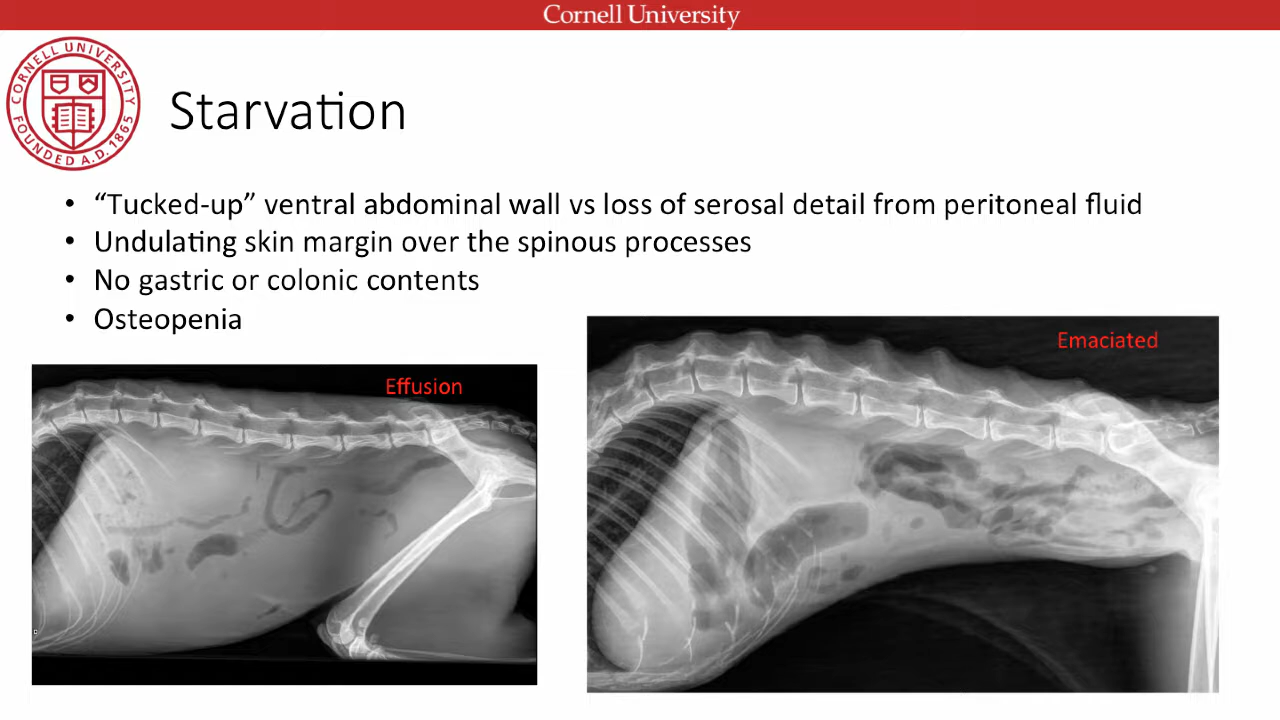 Cornell University
CORNELL UNIVERSITY
FOUNDED A.D. 1865
Starvation
• “Tucked-up” ventral abdominal wall vs loss of serosal detail from peritoneal fluid
• Undulating skin margin over the spinous processes
• No gastric or colonic contents
• Osteopenia
Effusion
Emaciated